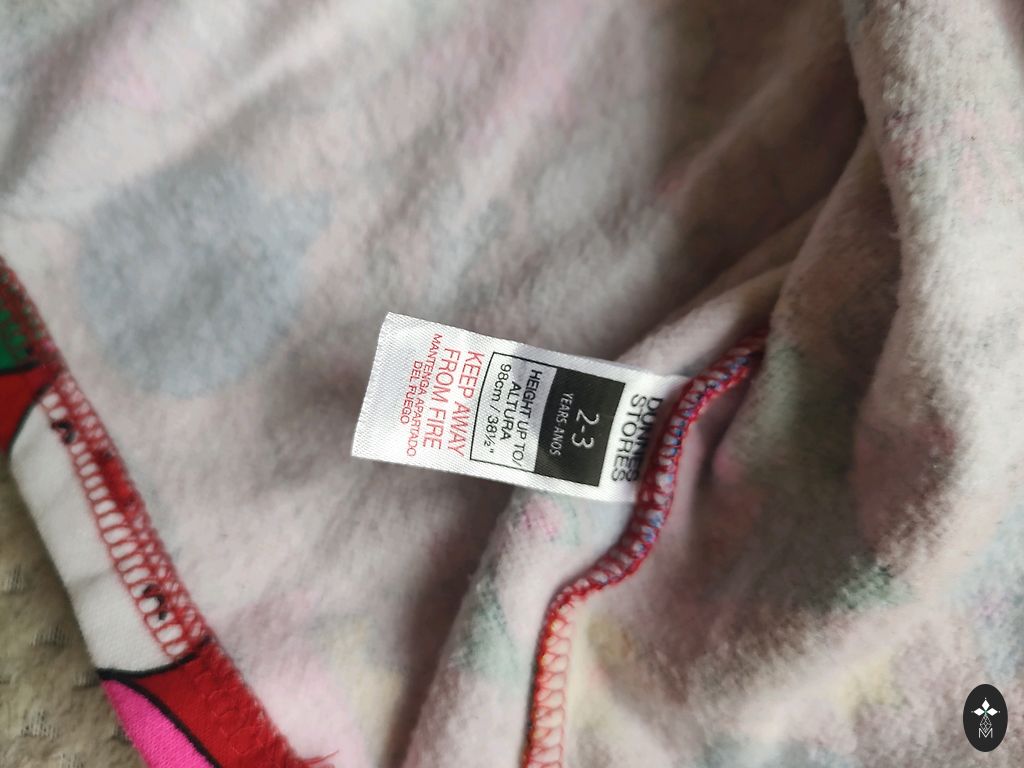 DUNNES
STORES
2-3
YEARS-ANOS
HEIGHT UP TO/
ALTURA
98cm / 38½"
KEEP AWAY
FROM FIRE
MANTENGA APARTADO
DEL FUEGO
M